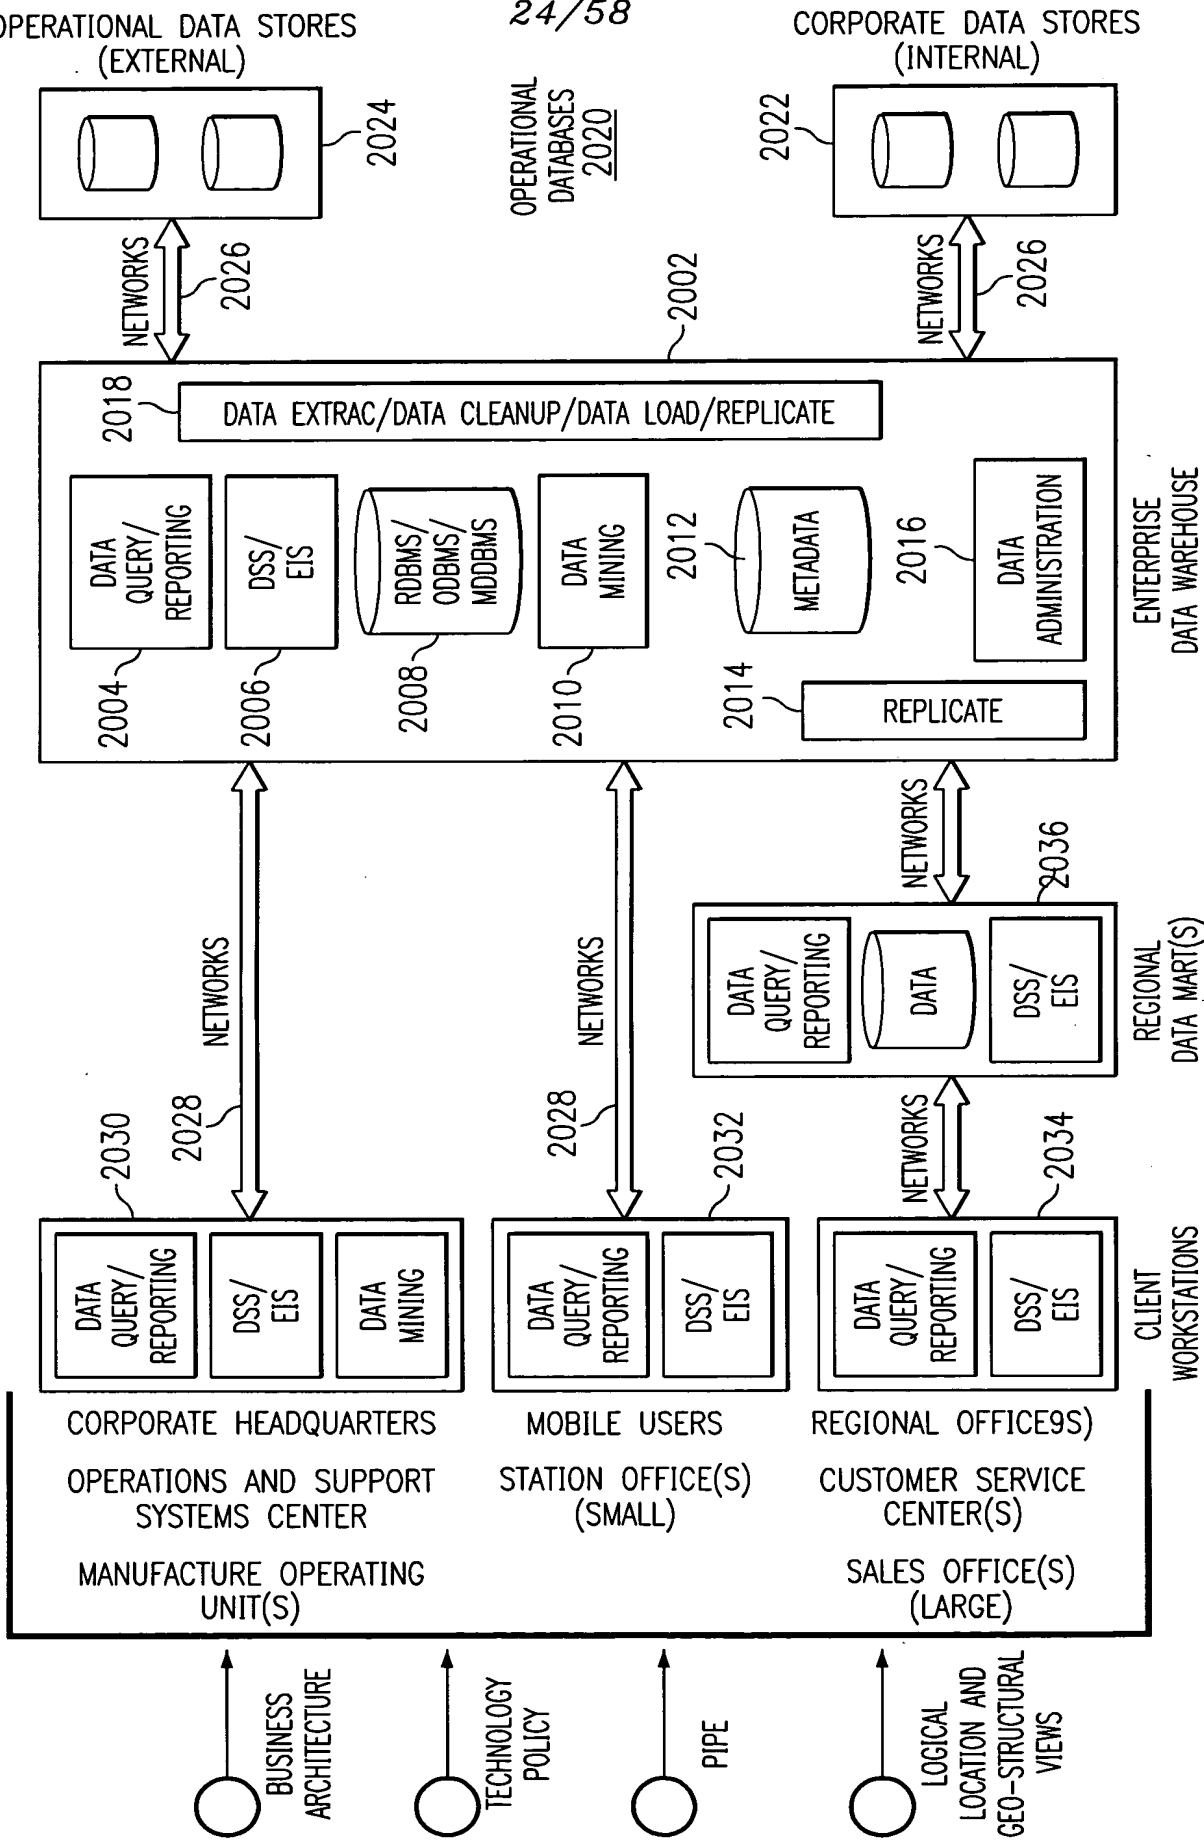 24/58
OPERATIONAL DATA STORES
(EXTERNAL)
CORPORATE DATA STORES
(INTERNAL)
2024
OPERATIONAL
DATABASES
2020
2022
NETWORKS
2026
NETWORKS
2026
2002
2018
DATA EXTRAC/DATA CLEANUP/DATA LOAD/REPLICATE
DATA
QUERY/
REPORTING
2004
DSS/
EIS
2006
RDBMS/
ODBMS/
MDDBMS
2008
DATA
MINING
2010
2012
METADATA
2016
DATA
ADMINISTRATION
2014
REPLICATE
ENTERPRISE
DATA WAREHOUSE
NETWORKS
2028
NETWORKS
2028
NETWORKS
2036
DATA
QUERY/
REPORTING
DATA
DSS/
EIS
REGIONAL
DATA MART(S)
NETWORKS
2030
DATA
QUERY/
REPORTING
DSS/
EIS
DATA
MINING
2032
DATA
QUERY/
REPORTING
DSS/
EIS
2034
DATA
QUERY/
REPORTING
DSS/
EIS
CLIENT
WORKSTATIONS
CORPORATE HEADQUARTERS
OPERATIONS AND SUPPORT
SYSTEMS CENTER
MANUFACTURE OPERATING
UNIT(S)
MOBILE USERS
STATION OFFICE(S)
(SMALL)
REGIONAL OFFICE9S)
CUSTOMER SERVICE
CENTER(S)
SALES OFFICE(S)
(LARGE)
BUSINESS
ARCHITECTURE
TECHNOLOGY
POLICY
PIPE
LOGICAL
LOCATION AND
GEO-STRUCTURAL
VIEWS